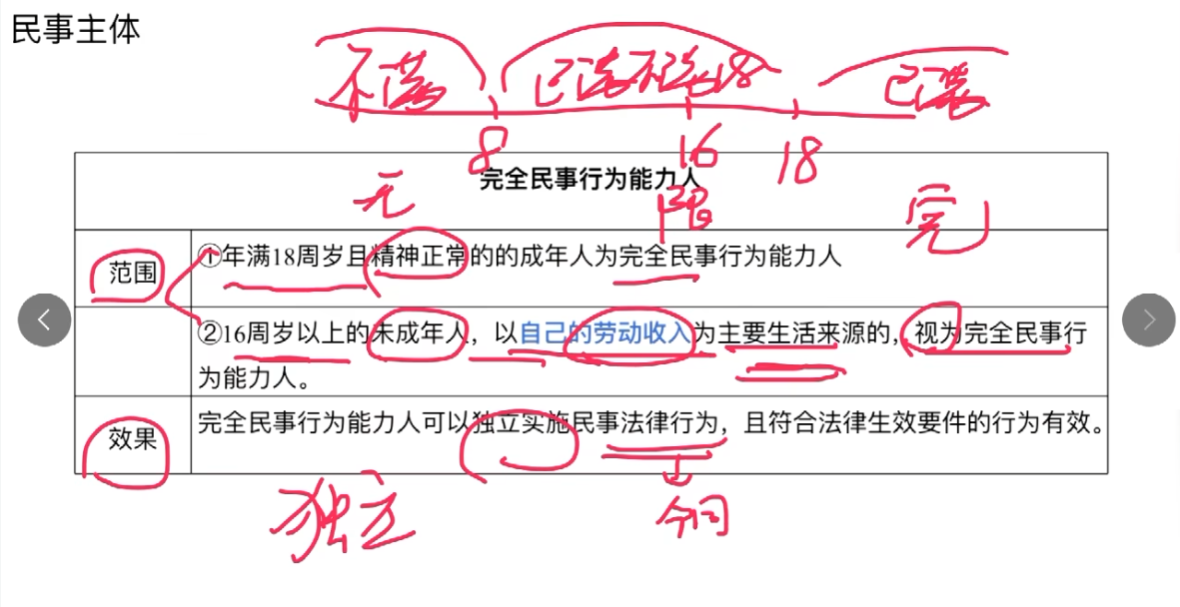 民事主体
不满 已满不满18 已满
8 16 18
完全民事行为能力人
无 限 完
范围 ①年满18周岁且精神正常的的成年人为完全民事行为能力人
②16周岁以上的未成年人，以自己的劳动收入为主要生活来源的，视为完全民事行
为能力人。
效果 完全民事行为能力人可以独立实施民事法律行为，且符合法律生效要件的行为有效。
独立 合同